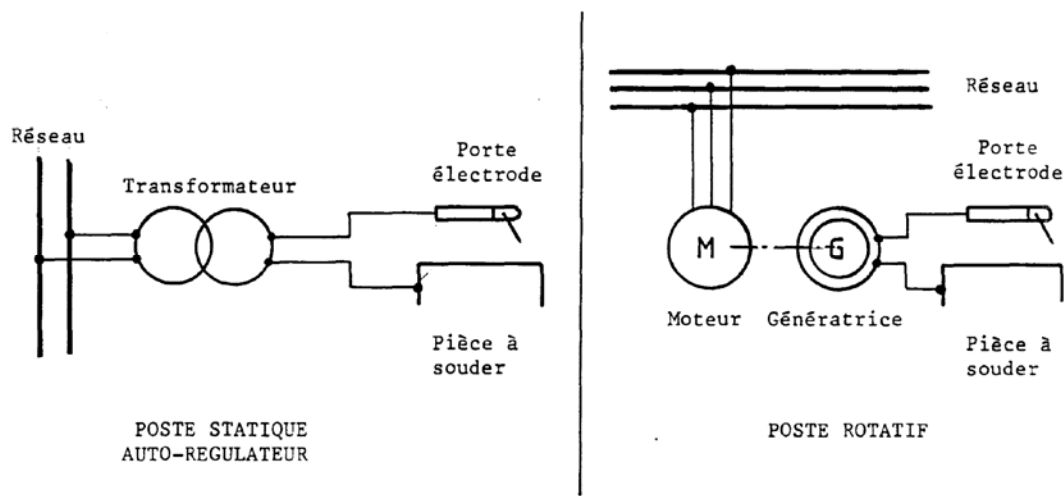 Réseau
Transformateur
Porte
électrode
Pièce à
souder
POSTE STATIQUE
AUTO-REGULATEUR
Réseau
Porte
électrode
M
G
Moteur
Génératrice
Pièce à
souder
POSTE ROTATIF